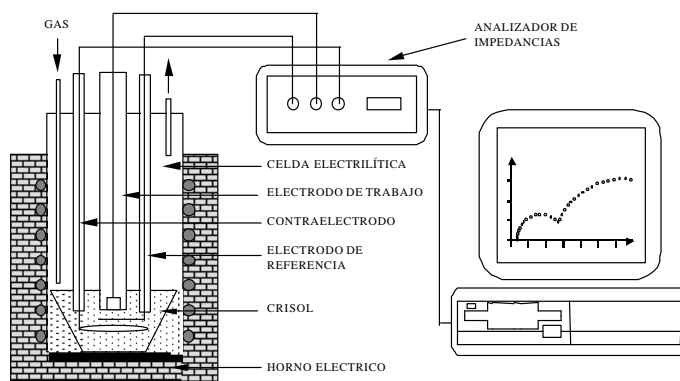 GAS
ANALIZADOR DE
IMPEDANCIAS
CELDA ELECTRILÍTICA
ELECTRODO DE TRABAJO
CONTRAELECTRODO
ELECTRODO DE
REFERENCIA
CRISOL
HORNO ELECTRICO